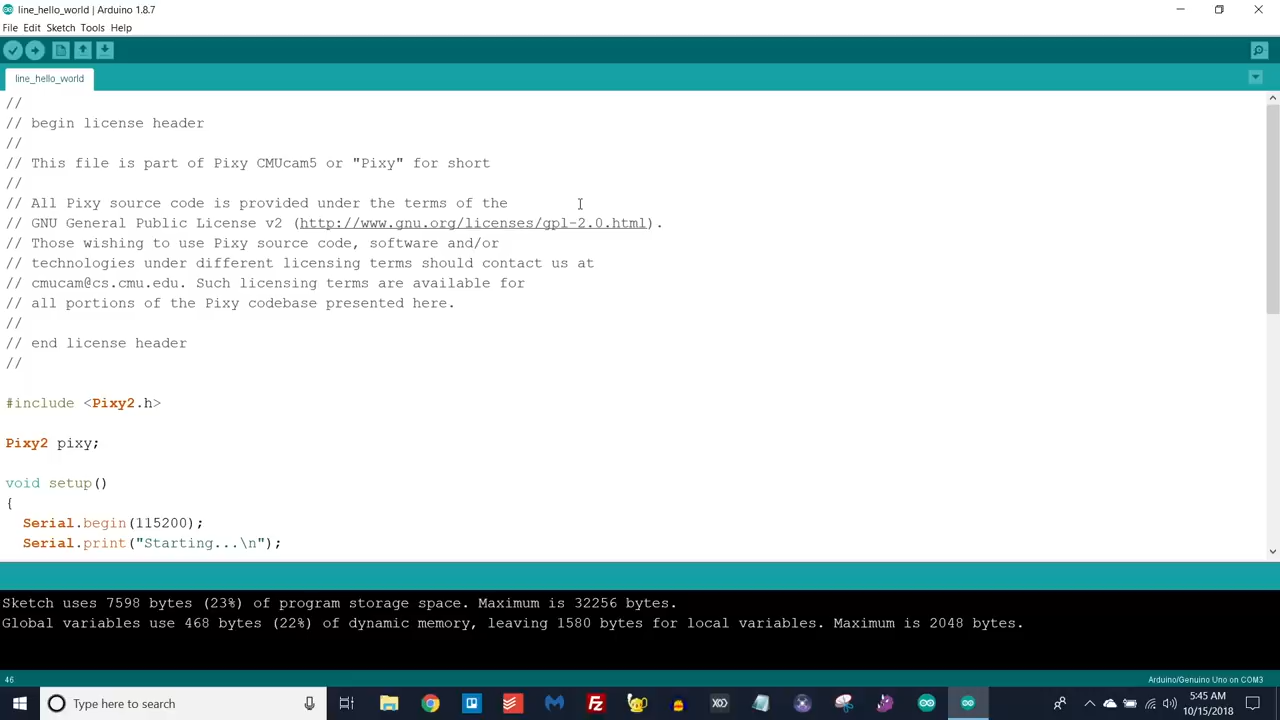 line_hello_world | Arduino 1.8.7
File Edit Sketch Tools Help
line_hello_world
//
// begin license header
//
// This file is part of Pixy CMUcam5 or "Pixy" for short
//
// All Pixy source code is provided under the terms of the
// GNU General Public License v2 (http://www.gnu.org/licenses/gpl-2.0.html).
// Those wishing to use Pixy source code, software and/or
// technologies under different licensing terms should contact us at
// cmucam@cs.cmu.edu. Such licensing terms are available for
// all portions of the Pixy codebase presented here.
//
// end license header
//
#include <Pixy2.h>
Pixy2 pixy;
void setup()
{
Serial.begin(115200);
Serial.print("Starting...\n");
Sketch uses 7598 bytes (23%) of program storage space. Maximum is 32256 bytes.
Global variables use 468 bytes (22%) of dynamic memory, leaving 1580 bytes for local variables. Maximum is 2048 bytes.
46
Arduino/Genuino Uno on COM3
Type here to search
5:45 AM
10/15/2018